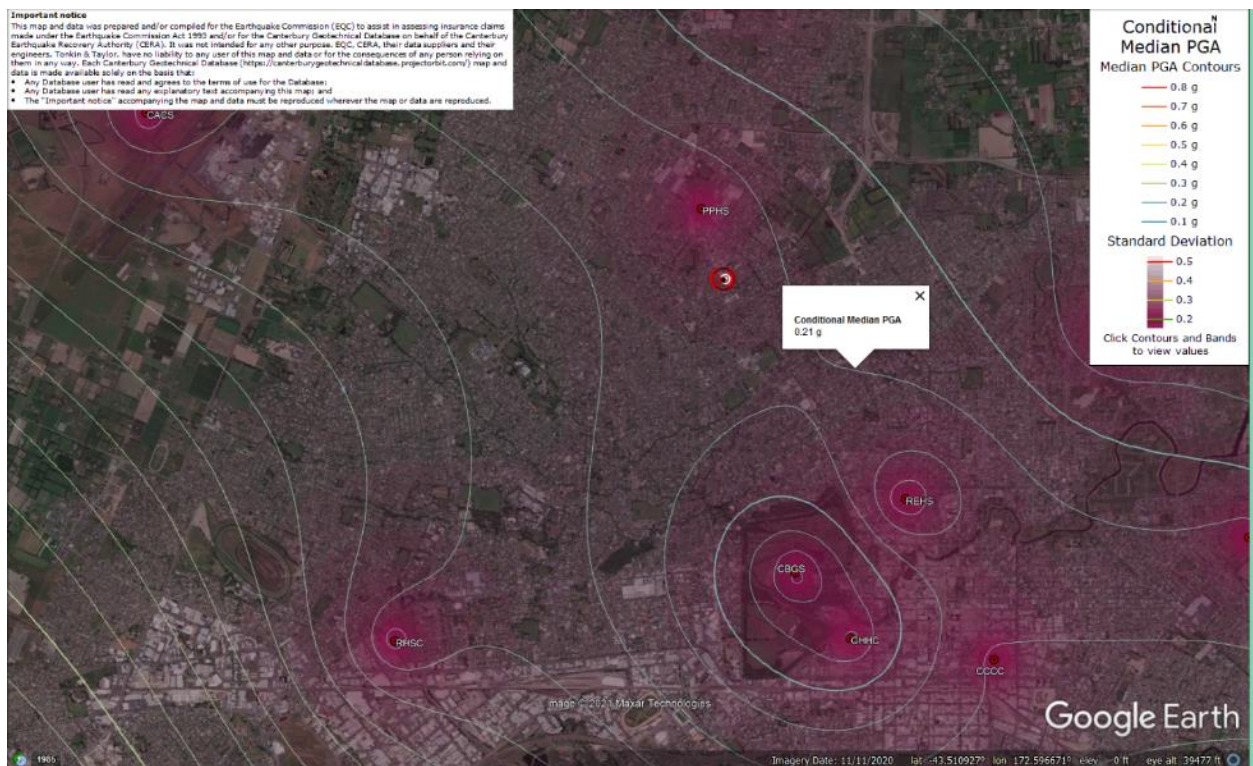 Important notice
This map and data was prepared and/or compiled for the Earthquake Commission (EQC) to assist in assessing insurance claims
made under the Earthquake Commission Act 1993 and/or for the Canterbury Geotechnical Database on behalf of the Canterbury
Earthquake Recovery Authority (CERA). It was not intended for any other purpose. EQC, CERA, their data suppliers and their
engineers, Tonkin & Taylor, have no liability to any user of this map and data or for the consequences of any person relying on
them in any way. Each Canterbury Geotechnical Database (https://canterburygeotechnicaldatabase.projectorbit.com/) map and
data is made available solely on the basis that:
• Any Database user has read and agrees to the terms of use for the Database;
• Any Database user has read any explanatory text accompanying this map; and
• The "Important notice" accompanying the map and data must be reproduced wherever the map or data are reproduced.
N
Conditional
Median PGA
Median PGA Contours
0.8 g
0.7 g
0.6 g
0.5 g
0.4 g
0.3 g
0.2 g
0.1 g
Standard Deviation
0.5
0.4
0.3
0.2
Click Contours and Bands
to view values
CACS
PPHS
Conditional Median PGA
0.21 g
REHS
CBGS
RHSC
CHHC
CCCC
image © 2021 Maxar Technologies
Google Earth
1985
Imagery Date: 11/11/2020 lat -43.510927° lon 172.596671° elev 0 ft eye alt 39477 ft